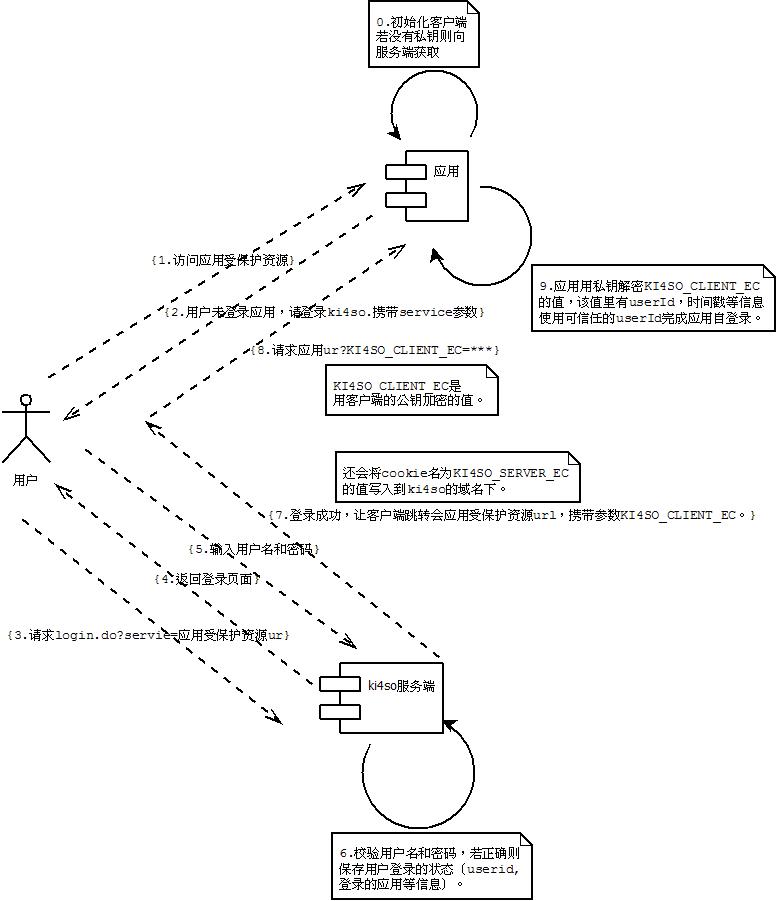 0.初始化客户端
若没有私钥则向
服务端获取
应用
{1.访问应用受保护资源}
9.应用用私钥解密KI4SO_CLIENT_EC
的值，该值里有userId，时间戳等信息
使用可信任的userId完成应用自登录。
{2.用户未登录应用，请登录ki4so.携带service参数}
{8.请求应用ur?KI4SO_CLIENT_EC=***}
KI4SO_CLIENT_EC是
用客户端的公钥加密的值。
用户
还会将cookie名为KI4SO_SERVER_EC
的值写入到ki4so的域名下。
{7.登录成功，让客户端跳转会应用受保护资源url，携带参数KI4SO_CLIENT_EC。}
{5.输入用户名和密码}
{4.返回登录页面}
{3.请求login.do?servie=应用受保护资源ur}
ki4so服务端
6.校验用户名和密码，若正确则
保存用户登录的状态（userid,
登录的应用等信息）。